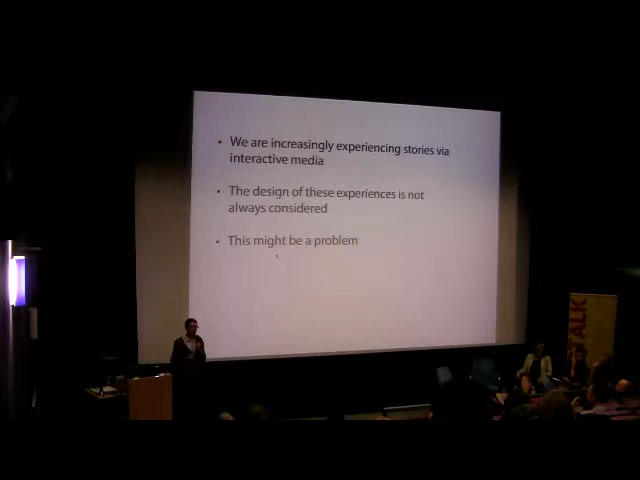 • We are increasingly experiencing stories via
interactive media
• The design of these experiences is not
always considered
• This might be a problem
TALK